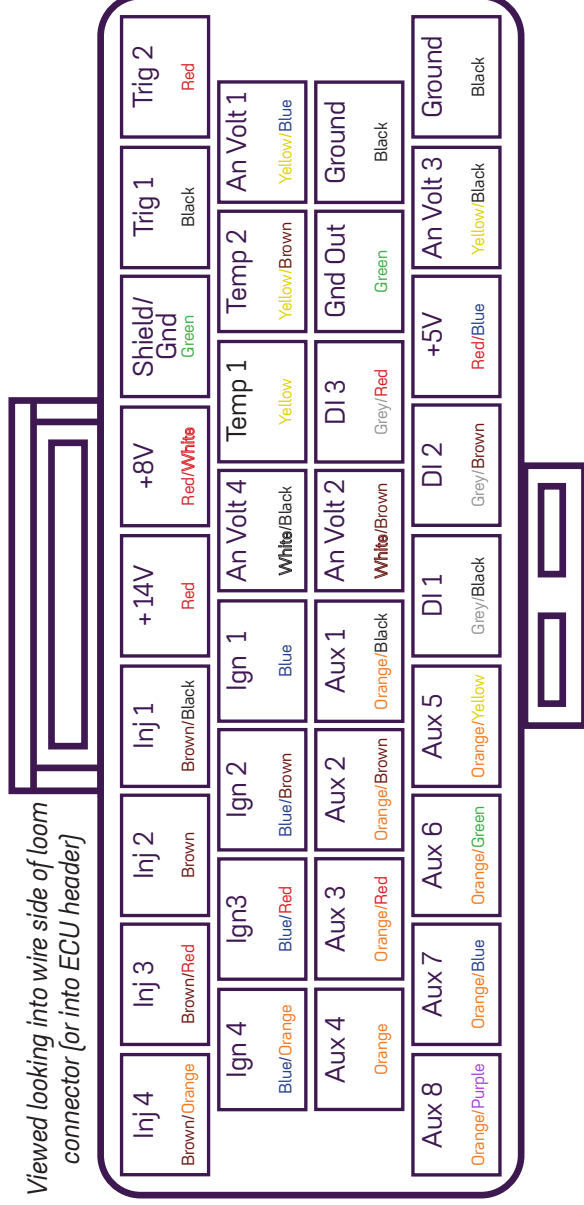 Viewed looking into wire side of loom
connector (or into ECU header)
Inj 4
Brown/Orange
Inj 3
Brown/Red
Inj 2
Brown
Inj 1
Brown/Black
+14V
Red
+8V
Red/White
Shield/
Gnd
Green
Trig 1
Black
Trig 2
Red
Ign 4
Blue/Orange
Ign3
Blue/Red
Ign 2
Blue/Brown
Ign 1
Blue
An Volt 4
White/Black
Temp 1
Yellow
Temp 2
Yellow/Brown
An Volt 1
Yellow/Blue
Aux 4
Orange
Aux 3
Orange/Red
Aux 2
Orange/Brown
Aux 1
Orange/Black
An Volt 2
White/Brown
DI 3
Grey/Red
Gnd Out
Green
Ground
Black
Aux 8
Orange/Purple
Aux 7
Orange/Blue
Aux 6
Orange/Green
Aux 5
Orange/Yellow
DI 1
Grey/Black
DI 2
Grey/Brown
+5V
Red/Blue
An Volt 3
Yellow/Black
Ground
Black